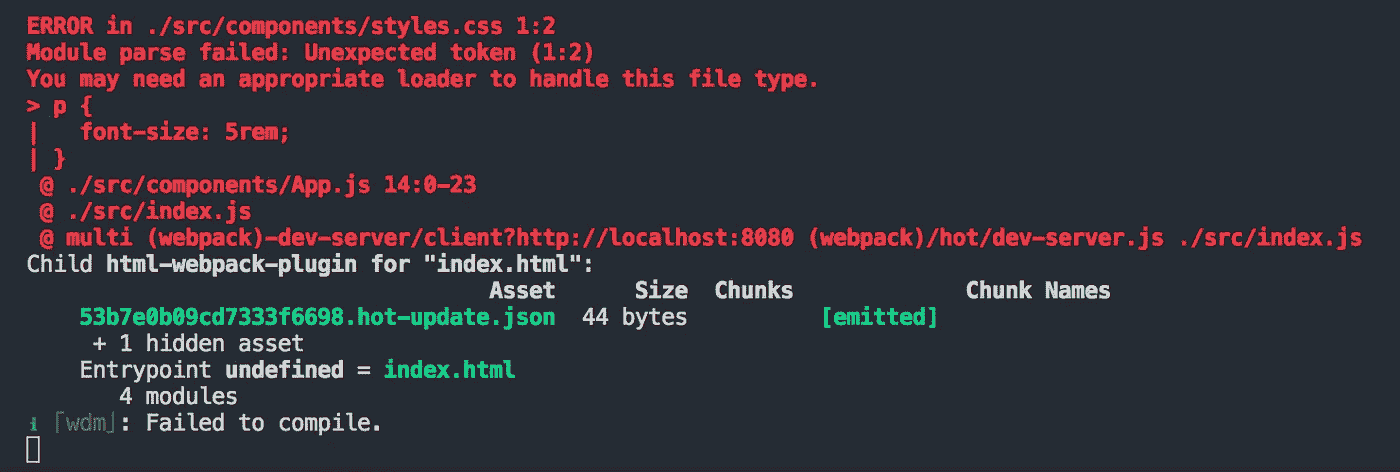 ERROR in ./src/components/styles.css 1:2
Module parse failed: Unexpected token (1:2)
You may need an appropriate loader to handle this file type.
> p {
|   font-size: 5rem;
| }
 @ ./src/components/App.js 14:0-23
 @ ./src/index.js
 @ multi (webpack)-dev-server/client?http://localhost:8080 (webpack)/hot/dev-server.js ./src/index.js
Child html-webpack-plugin for "index.html":
                                   Asset      Size  Chunks             Chunk Names
    53b7e0b09cd7333f6698.hot-update.json  44 bytes          [emitted]
     + 1 hidden asset
    Entrypoint undefined = index.html
       4 modules
ℹ ｢wdm｣: Failed to compile.